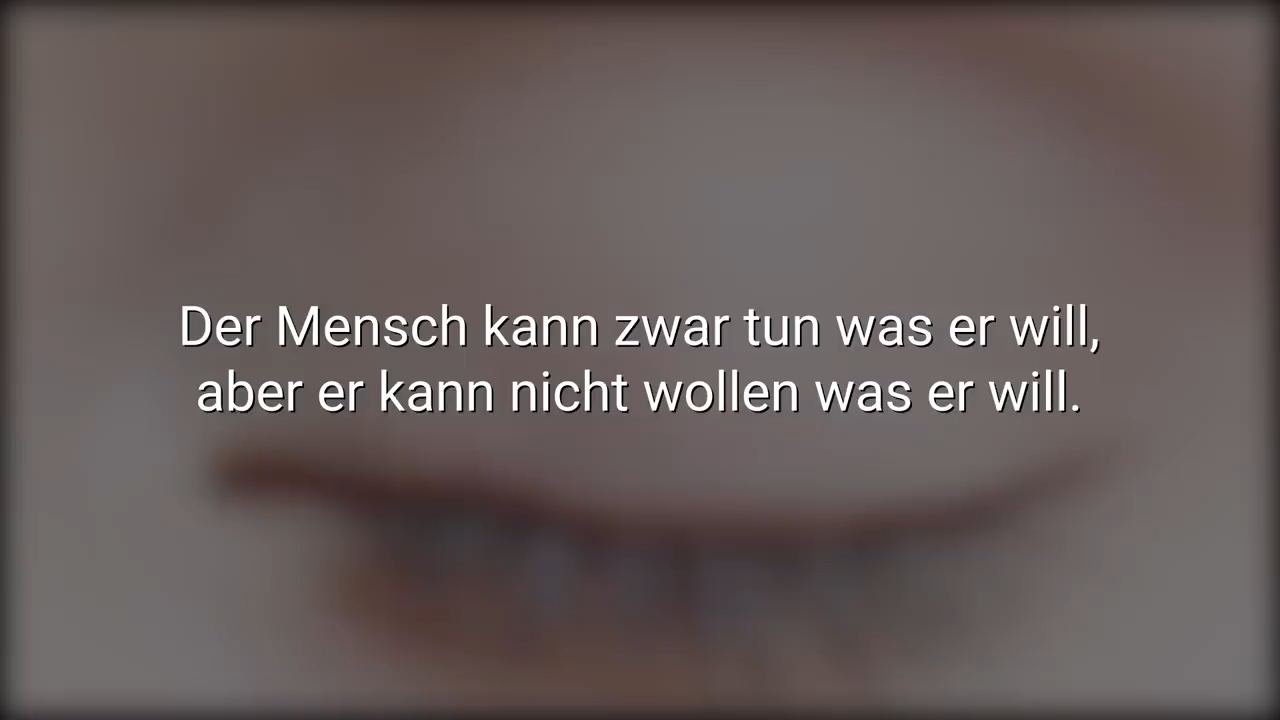 Der Mensch kann zwar tun was er will,
aber er kann nicht wollen was er will.